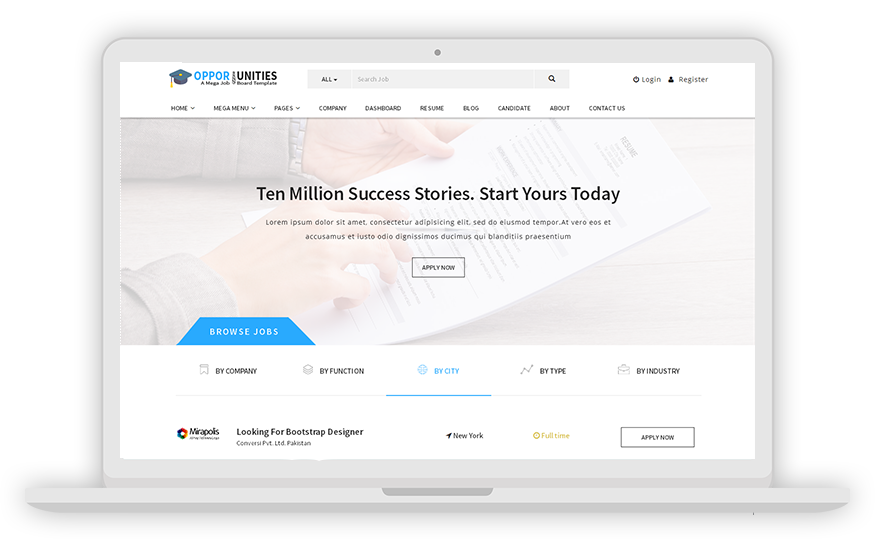 OPPOR UNITIES
A Mega Job Board Template
ALL
Search Job
Login
Register
HOME
MEGA MENU
PAGES
COMPANY
DASHBOARD
RESUME
BLOG
CANDIDATE
ABOUT
CONTACT US
RESUME
Ten Million Success Stories. Start Yours Today
Lorem ipsum dolor sit amet, consectetur adipisicing elit, sed do eiusmod tempor.At vero eos et
accusamus et iusto odio dignissimos ducimus qui blanditiis praesentium
APPLY NOW
BROWSE JOBS
BY COMPANY
BY FUNCTION
BY CITY
BY TYPE
BY INDUSTRY
Mirapolis
Looking For Bootstrap Designer
Conversi Pvt. Ltd. Pakistan
New York
Full time
APPLY NOW